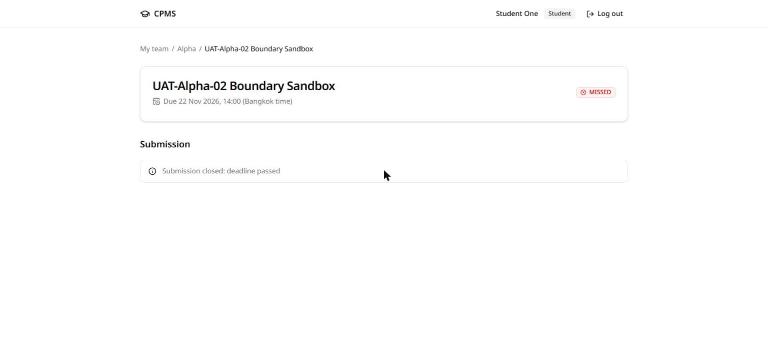 CPMS
Student One Student Log out
My team / Alpha / UAT-Alpha-02 Boundary Sandbox
UAT-Alpha-02 Boundary Sandbox
Due 22 Nov 2026, 14:00 (Bangkok time)
MISSED
Submission
Submission closed: deadline passed